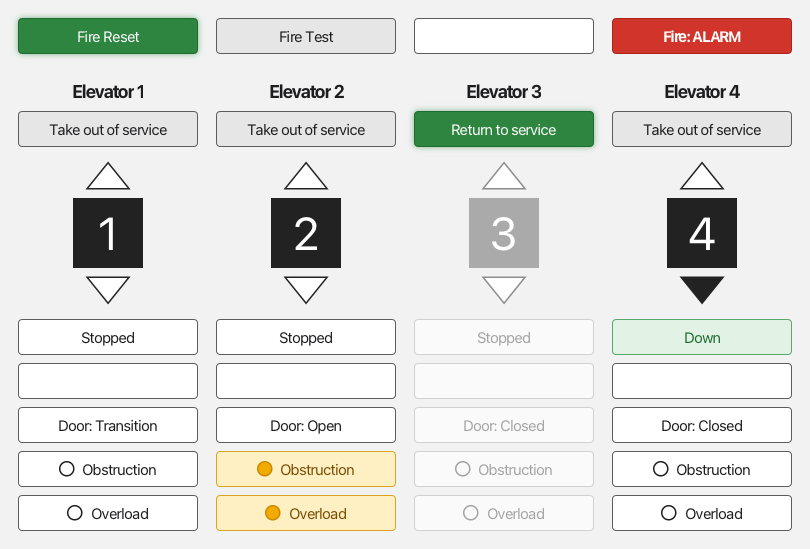 Fire Reset
Fire Test
Fire: ALARM
Elevator 1
Elevator 2
Elevator 3
Elevator 4
Take out of service
Take out of service
Return to service
Take out of service
1
2
3
4
Stopped
Stopped
Stopped
Down
Door: Transition
Door: Open
Door: Closed
Door: Closed
Obstruction
Obstruction
Obstruction
Obstruction
Overload
Overload
Overload
Overload